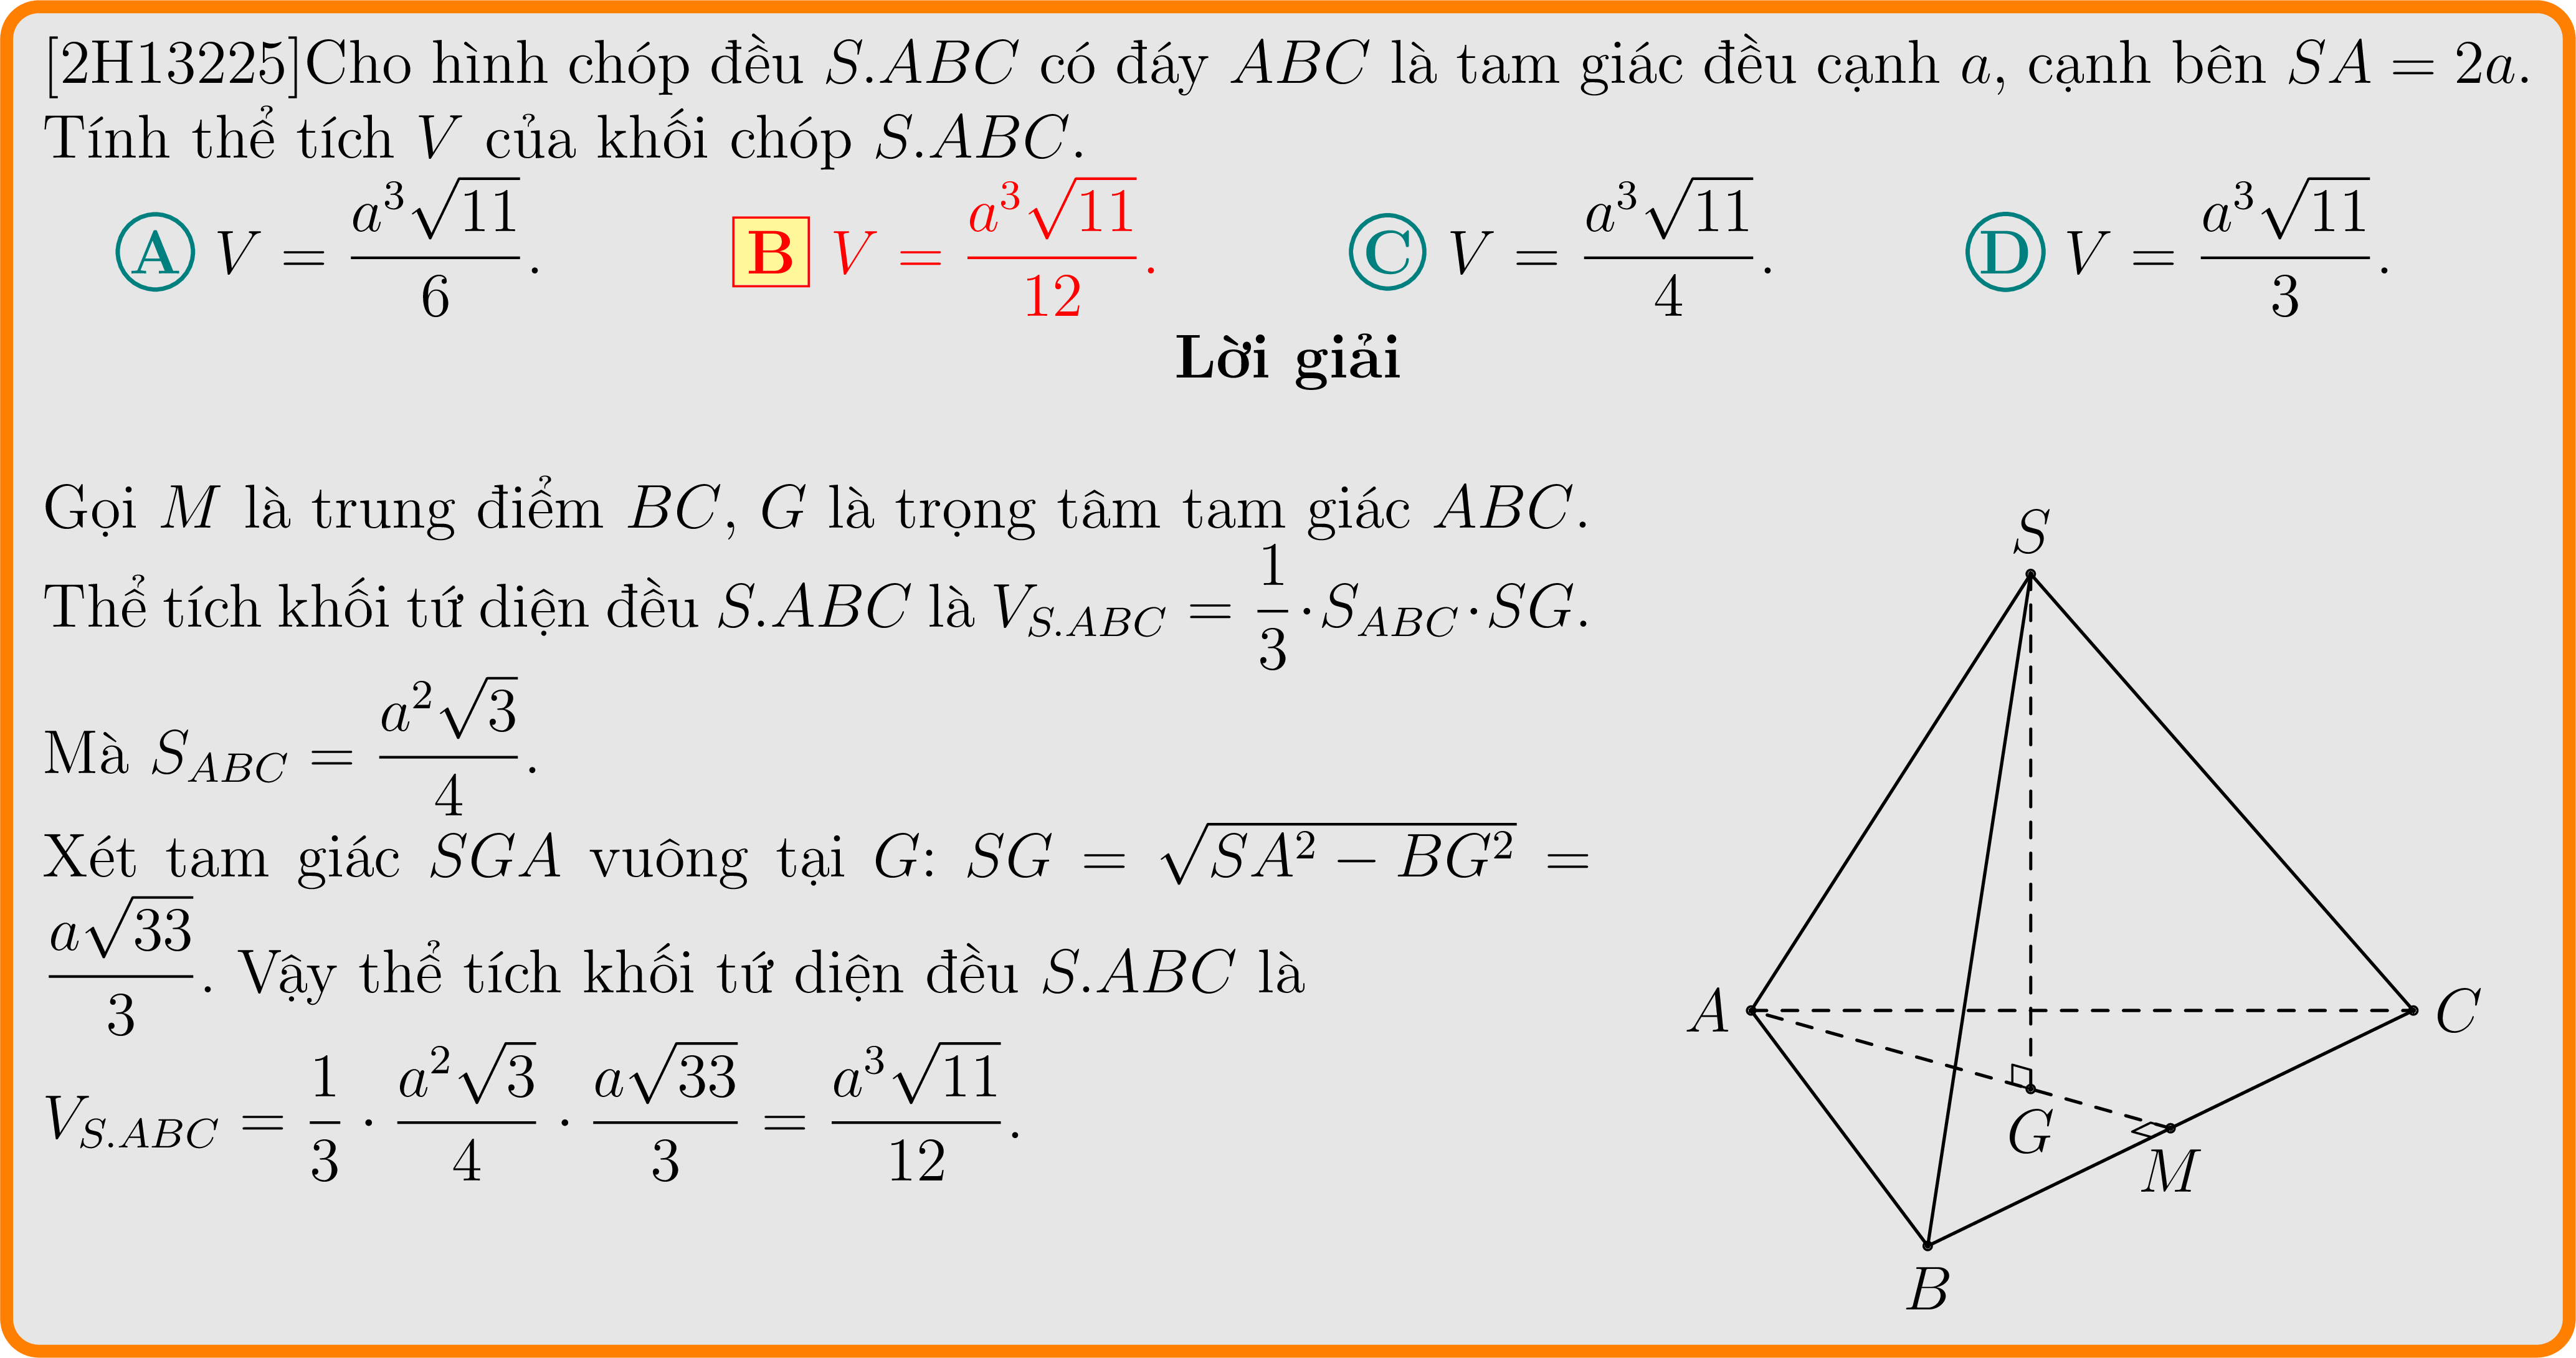 [2H13225]Cho hình chóp đều S.ABC có đáy ABC là tam giác đều cạnh a, cạnh bên SA = 2a.
Tính thể tích V của khối chóp S.ABC.
A V = \frac{a^3\sqrt{11}}{6}. B V = \frac{a^3\sqrt{11}}{12}. C V = \frac{a^3\sqrt{11}}{4}. D V = \frac{a^3\sqrt{11}}{3}.
Lời giải
Gọi M là trung điểm BC, G là trọng tâm tam giác ABC.
Thể tích khối tứ diện đều S.ABC là V_{S.ABC} = \frac{1}{3} · S_{ABC} · SG.
Mà S_{ABC} = \frac{a^2\sqrt{3}}{4}.
Xét tam giác SGA vuông tại G: SG = \sqrt{SA^2 − BG^2} =
\frac{a\sqrt{33}}{3}. Vậy thể tích khối tứ diện đều S.ABC là
V_{S.ABC} = \frac{1}{3} · \frac{a^2\sqrt{3}}{4} · \frac{a\sqrt{33}}{3} = \frac{a^3\sqrt{11}}{12}.
S
A
C
G
M
B